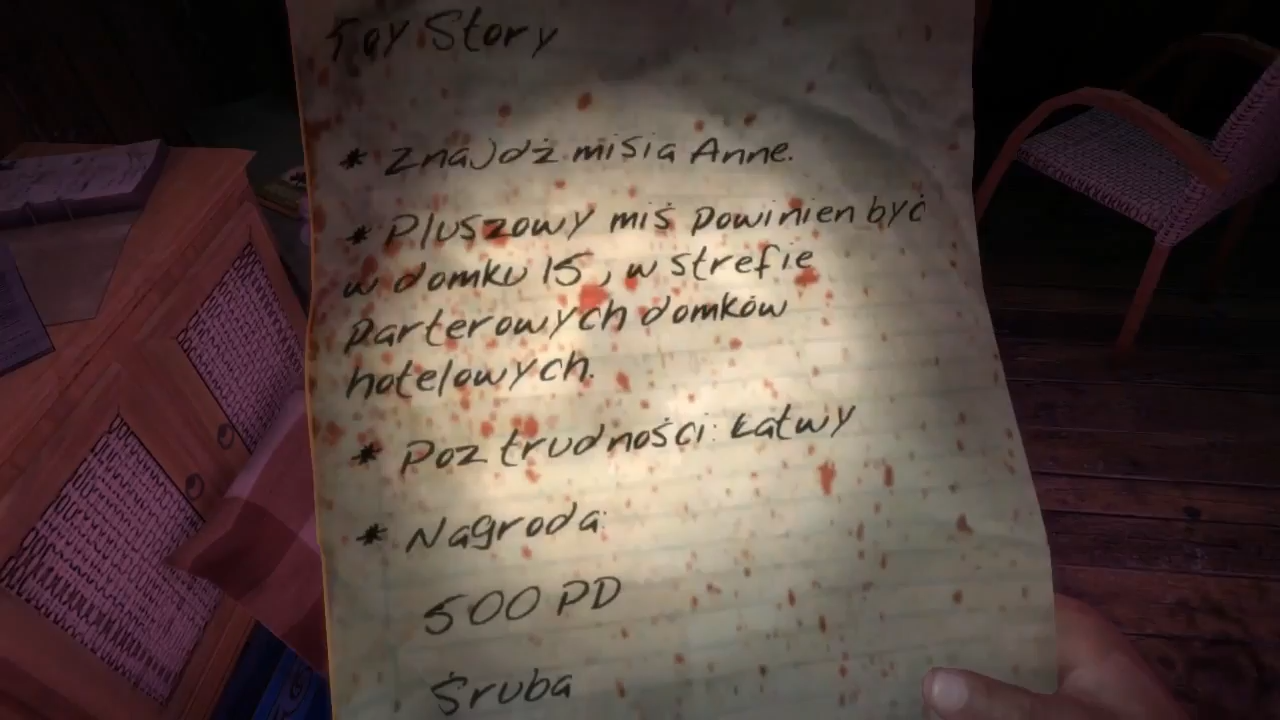 Toy Story
* Znajdź misia Anne.
* Pluszowy miś powinien być
w domku 15, w strefie
parterowych domków
hotelowych.
* Poz trudności: Łatwy
* Nagroda:
500 PD
Śruba